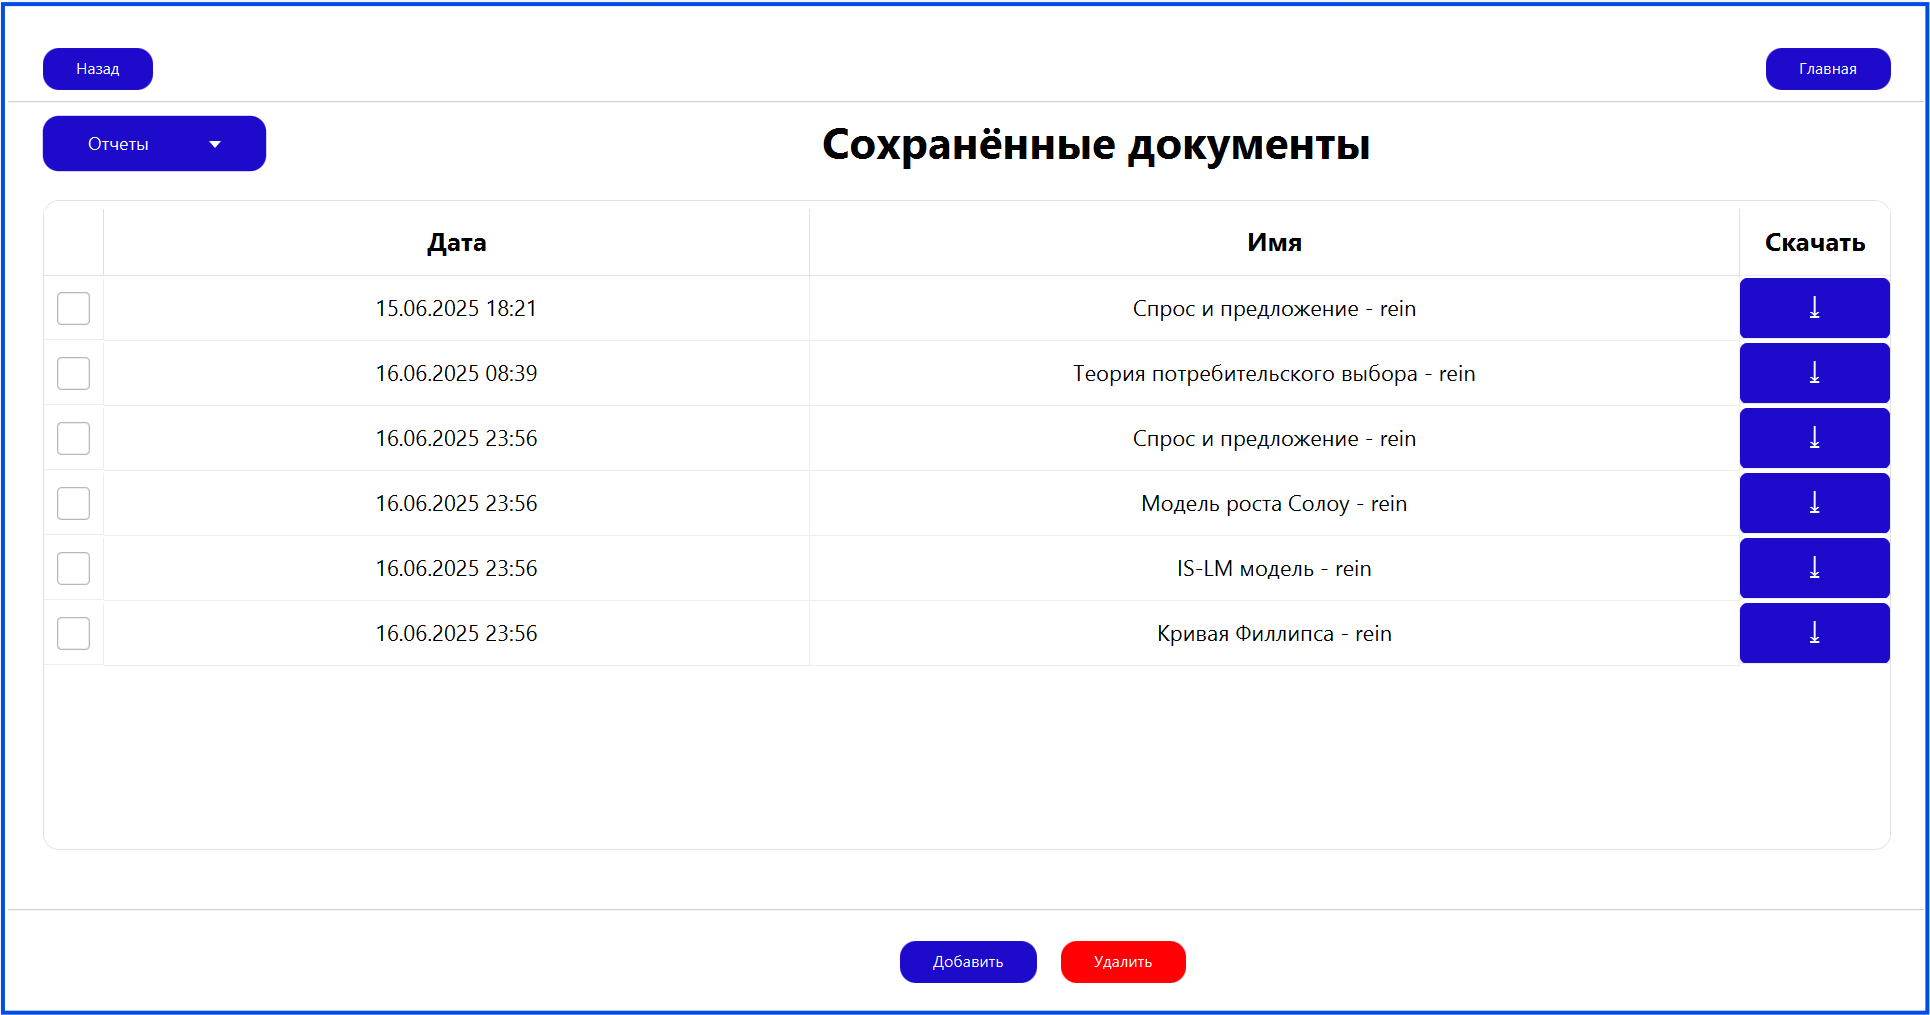 Назад
Главная
Отчеты
Сохранённые документы
Дата Имя Скачать
15.06.2025 18:21 Спрос и предложение - rein
16.06.2025 08:39 Теория потребительского выбора - rein
16.06.2025 23:56 Спрос и предложение - rein
16.06.2025 23:56 Модель роста Солоу - rein
16.06.2025 23:56 IS-LM модель - rein
16.06.2025 23:56 Кривая Филлипса - rein
Добавить
Удалить